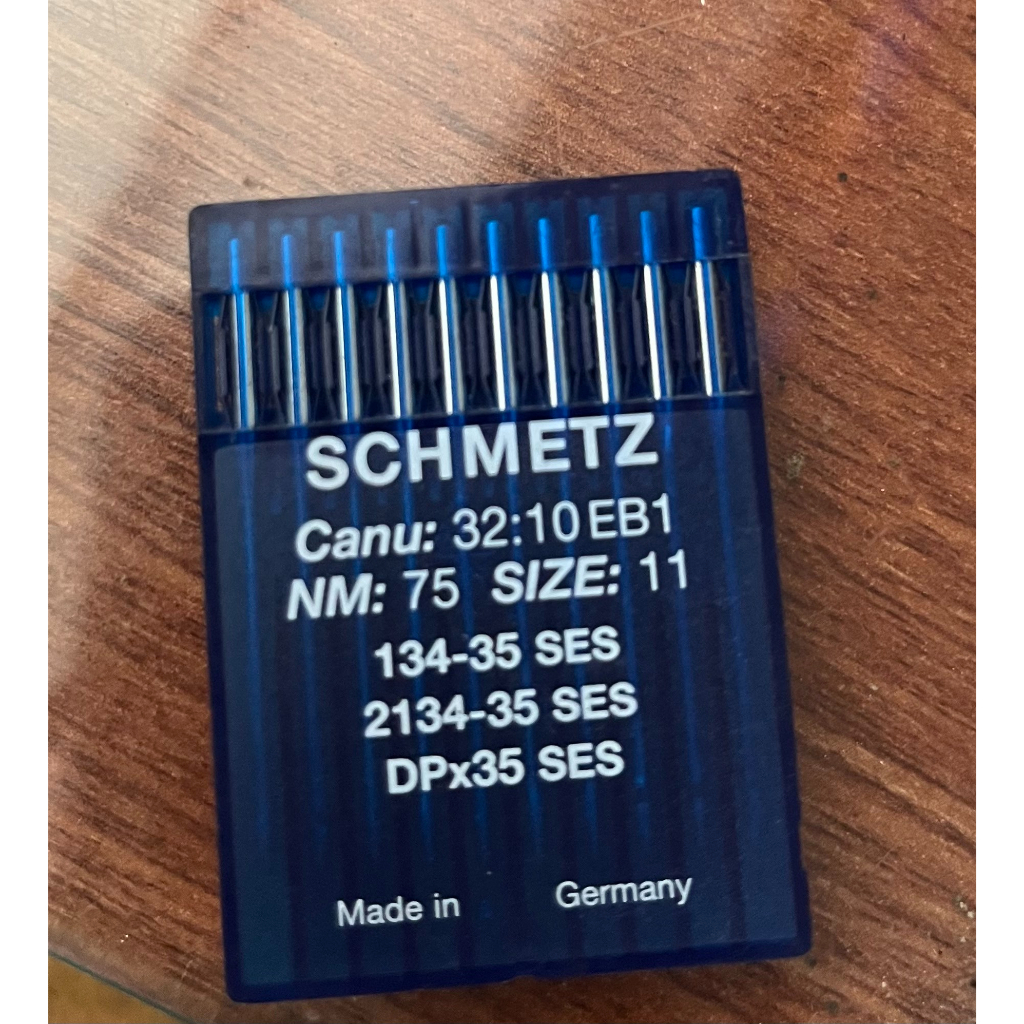 SCHMETZ
Canu: 32:10 EB1
NM: 75 SIZE: 11
134-35 SES
2134-35 SES
DPx35 SES
Made in Germany